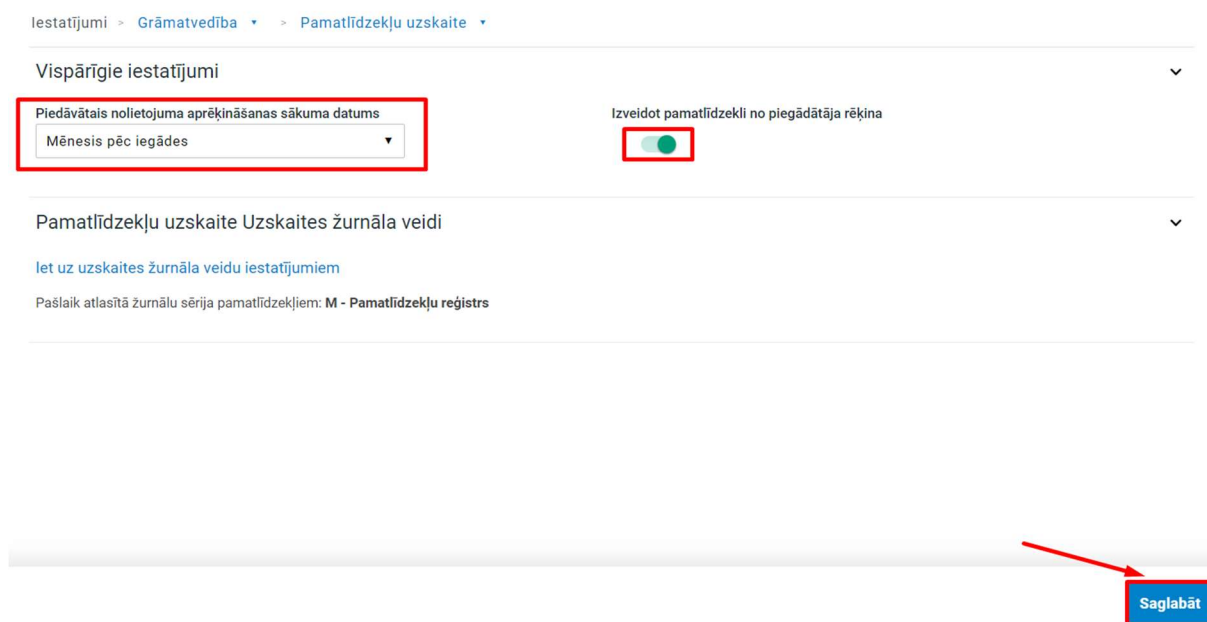 Iestatījumi > Grāmatvedība ▾ > Pamatlīdzekļu uzskaite ▾
Vispārīgie iestatījumi
Piedāvātais nolietojuma aprēķināšanas sākuma datums
Mēnesis pēc iegādes
Izveidot pamatlīdzekli no piegādātāja rēķina
Pamatlīdzekļu uzskaite Uzskaites žurnāla veidi
Iet uz uzskaites žurnāla veidu iestatījumiem
Pašlaik atlasītā žurnālu sērija pamatlīdzekļiem: M - Pamatlīdzekļu reģistrs
Saglabāt